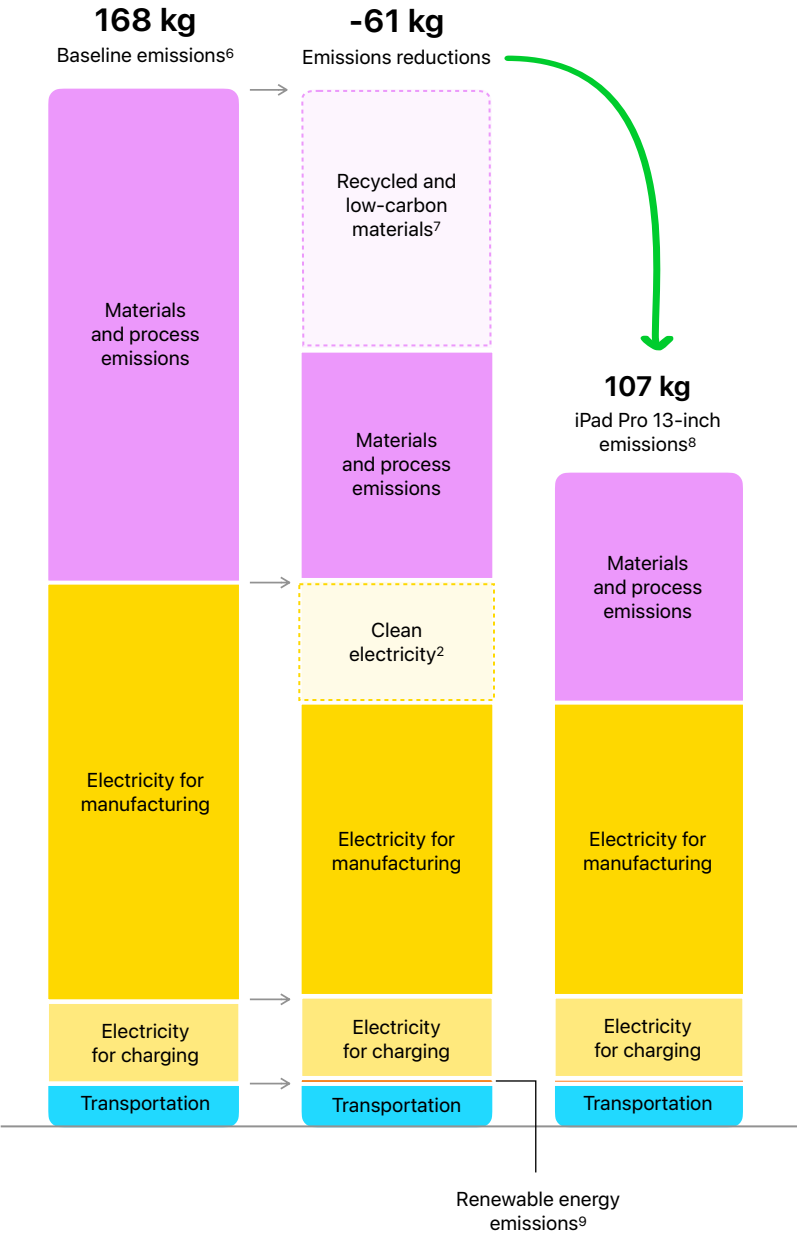 168 kg
Baseline emissions⁶
Materials
and process
emissions
Electricity for
manufacturing
Electricity
for charging
Transportation
-61 kg
Emissions reductions
Recycled and
low-carbon
materials⁷
Materials
and process
emissions
Clean
electricity²
Electricity for
manufacturing
Electricity
for charging
Transportation
Renewable energy
emissions⁹
107 kg
iPad Pro 13-inch
emissions⁸
Materials
and process
emissions
Electricity for
manufacturing
Electricity
for charging
Transportation